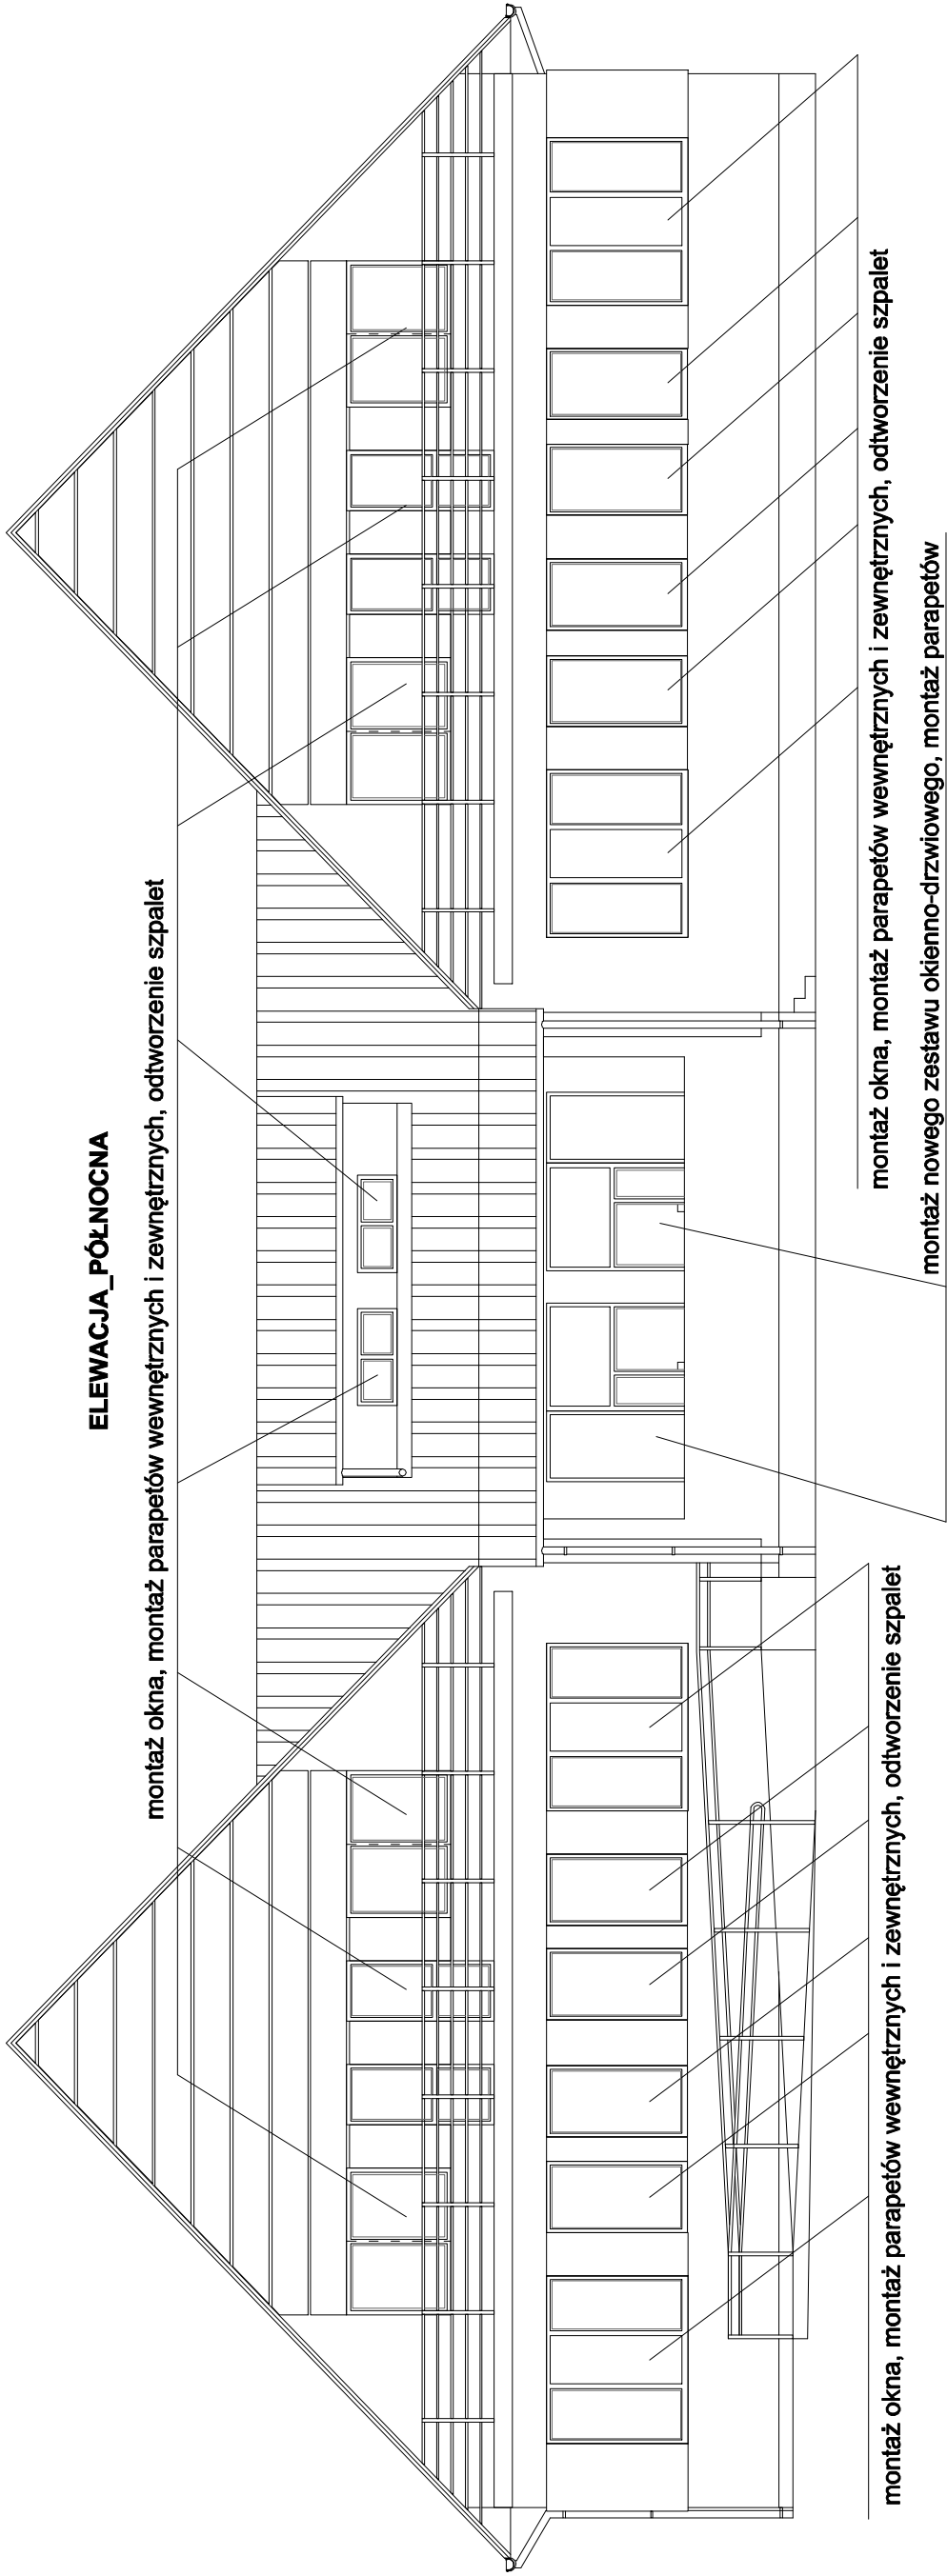 ELEWACJA_PÓŁNOCNA
montaż okna, montaż parapetów wewnętrznych i zewnętrznych, odtworzenie szpalet
montaż okna, montaż parapetów wewnętrznych i zewnętrznych, odtworzenie szpalet
montaż okna, montaż parapetów wewnętrznych i zewnętrznych, odtworzenie szpalet
montaż nowego zestawu okienno-drzwiowego, montaż parapetów